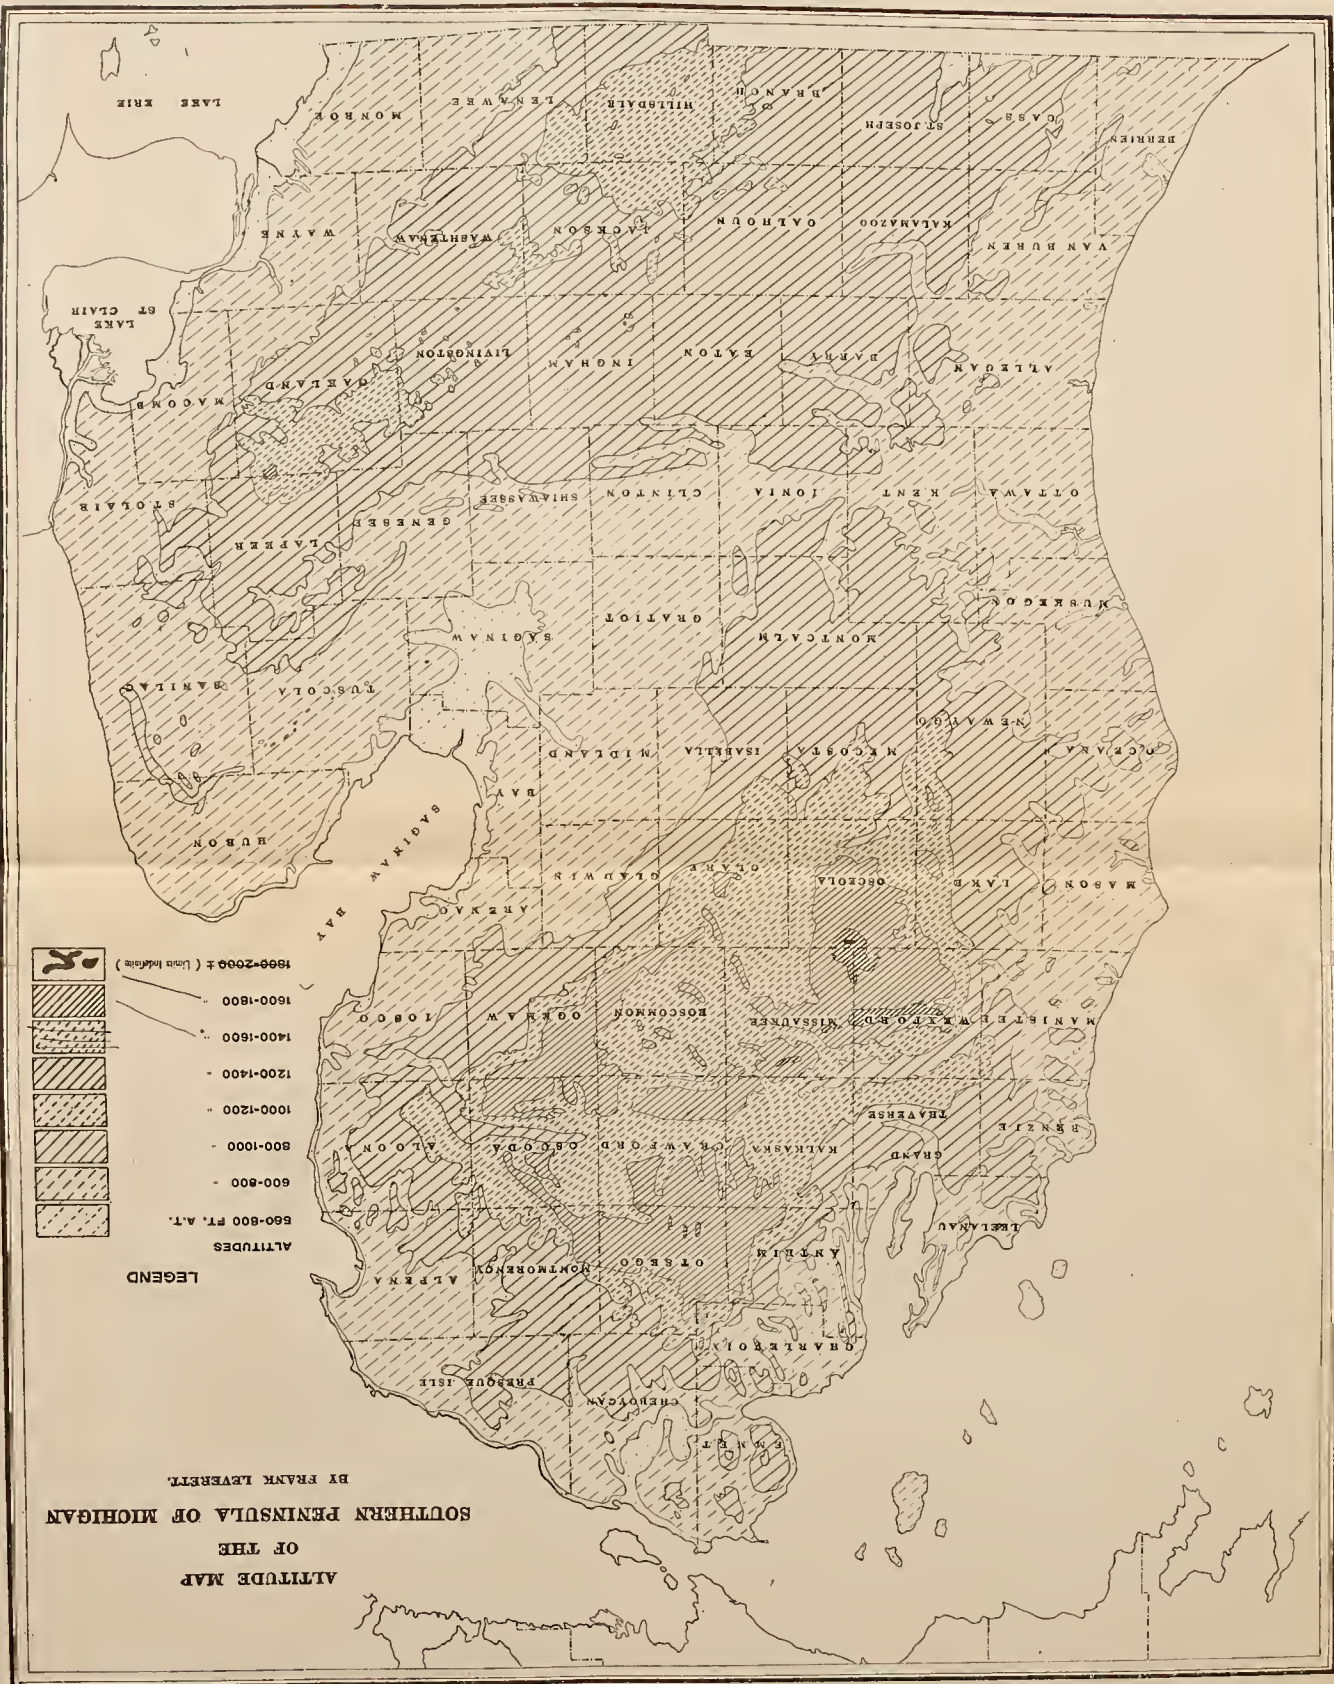 ALTITUDE MAP
OF THE
SOUTHERN PENINSULA OF MICHIGAN
BY FRANK LEVERETT.
LEGEND
ALTITUDES
580-600 FT. A.T.
600-800 "
800-1000 "
1000-1200 "
1200-1400 "
1400-1600 "
1600-1800 "
1800-2000 ± ( Limits Indefinite )
EMMET
CHEBOYGAN
PRESQUE ISLE
CHARLEVOIX
LEELANAU
ANTRIM
OTSEGO
MONTMORENCY
ALPENA
BENZIE
GRAND
TRAVERSE
KALKASKA
CRAWFORD
OSCODA
ALCONA
MANISTEE
WEXFORD
MISSAUKEE
ROSCOMMON
OGEMAW
IOSCO
MASON
LAKE
OSCEOLA
CLARE
GLADWIN
ARENAC
SAGINAW BAY
HURON
OCEANA
NEWAYGO
MECOSTA
ISABELLA
MIDLAND
BAY
TUSCOLA
SANILAC
MUSKEGON
MONTCALM
GRATIOT
SAGINAW
LAPEER
OTTAWA
KENT
IONIA
CLINTON
SHIAWASSEE
GENESEE
ST. CLAIR
ALLEGAN
BARRY
EATON
INGHAM
LIVINGSTON
OAKLAND
MACOMB
LAKE
ST CLAIR
VAN BUREN
KALAMAZOO
CALHOUN
JACKSON
WASHTENAW
WAYNE
BERRIEN
CASS
ST. JOSEPH
BRANCH
HILLSDALE
LENAWEE
MONROE
LAKE ERIE